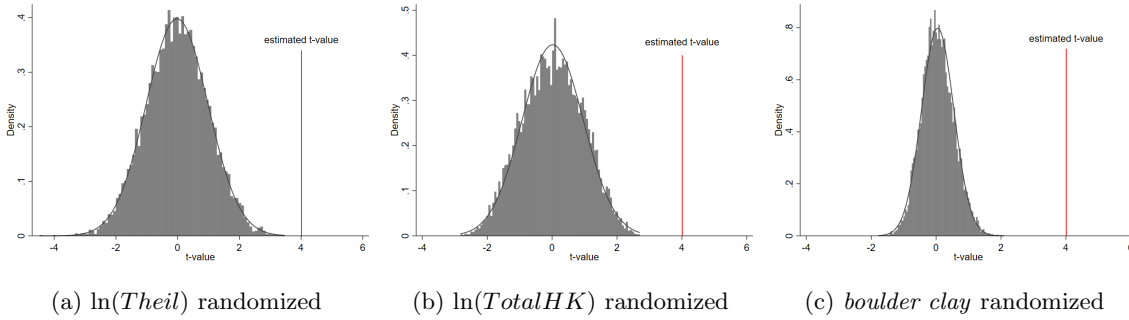 .4
.3
.2
.1
0
Density
estimated t-value
-4 -2 0 2 4 6
t-value
(a) ln(Theil) randomized
.5
.4
.3
.2
.1
0
Density
estimated t-value
-4 -2 0 2 4 6
t-value
(b) ln(TotalHK) randomized
.8
.6
.4
.2
0
Density
estimated t-value
-4 -2 0 2 4 6
t-value
(c) boulder clay randomized